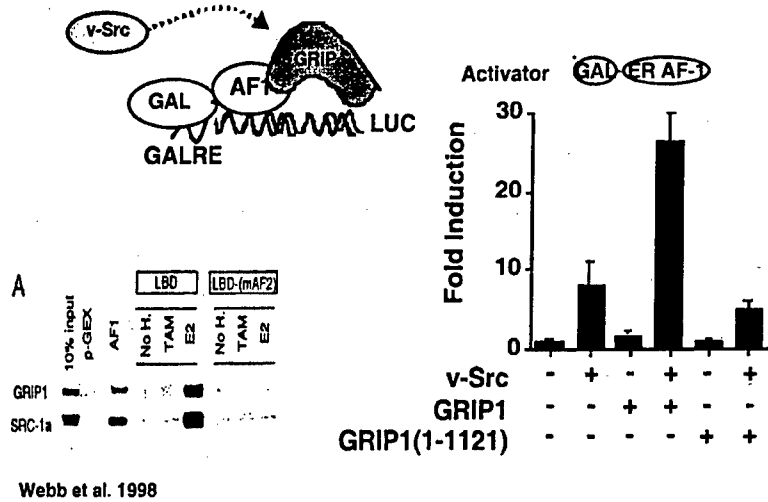 v-Src
GRIP
GAL
AF1
LUC
GALRE
A
LBD
LBD-(mAF2)
10% input
p-GEX
AF1
No H.
TAM
E2
No H.
TAM
E2
GRIP1
SRC-1a
Webb et al. 1998
Activator
GAL
ER AF-1
Fold Induction
30
20
10
0
v-Src - + - + - +
GRIP1 - - + + - -
GRIP1(1-1121) - - - - + +